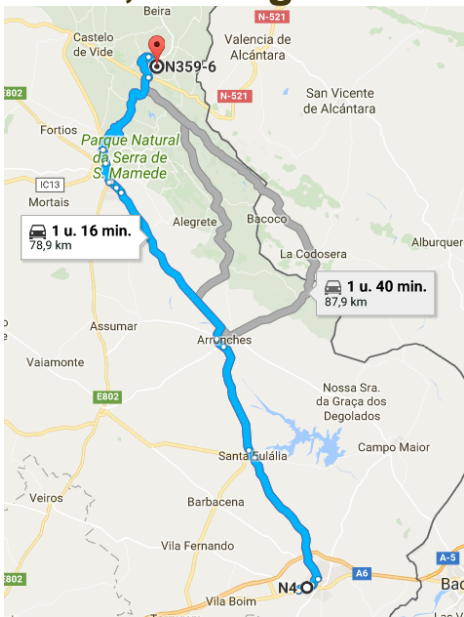 Beira
N-521
Castelo
de Vide
Valencia de
Alcántara
N359-6
E802
N-521
San Vicente
de Alcántara
Fortios
Parque Natural
da Serra de
S. Mamede
IC13
Mortais
Alegrete
Bacoco
1 u. 16 min.
78,9 km
La Codosera
Alburquer
1 u. 40 min.
87,9 km
Assumar
Arronches
Vaiamonte
E802
Nossa Sra.
da Graça dos
Degolados
Campo Maior
Santa Eulália
Veiros
Barbacena
Vila Fernando
A-5
A6
802
N4
Bad
Vila Boim